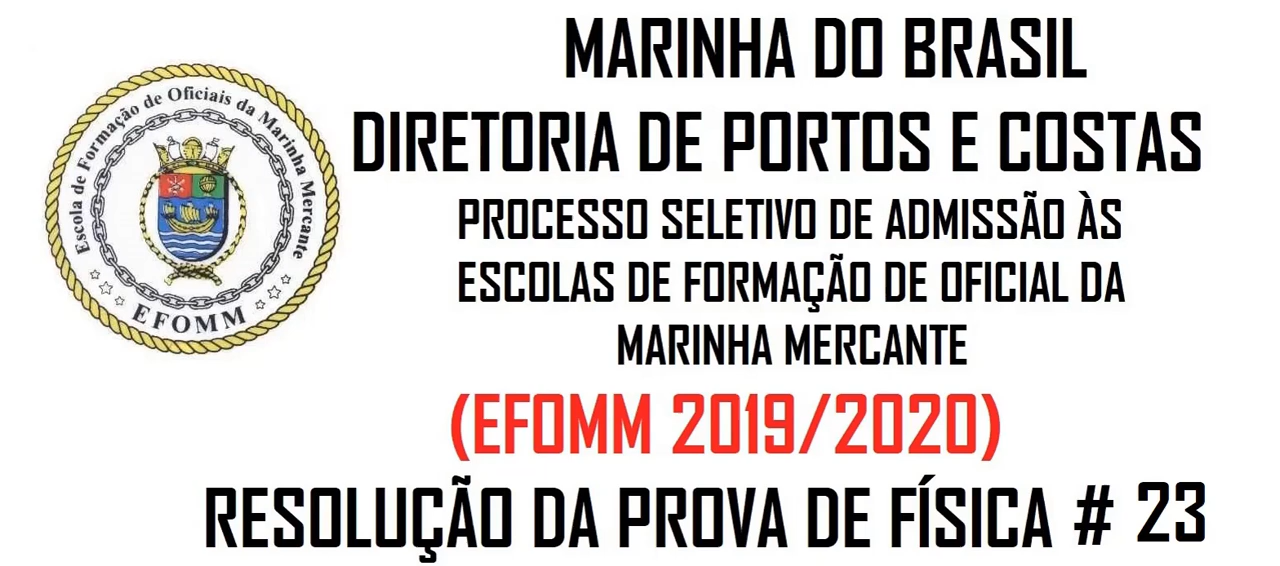 MARINHA DO BRASIL
DIRETORIA DE PORTOS E COSTAS
PROCESSO SELETIVO DE ADMISSÃO ÀS
ESCOLAS DE FORMAÇÃO DE OFICIAL DA
MARINHA MERCANTE
(EFOMM 2019/2020)
RESOLUÇÃO DA PROVA DE FÍSICA # 23
Escola de Formação de Oficiais da Marinha Mercante
EFOMM